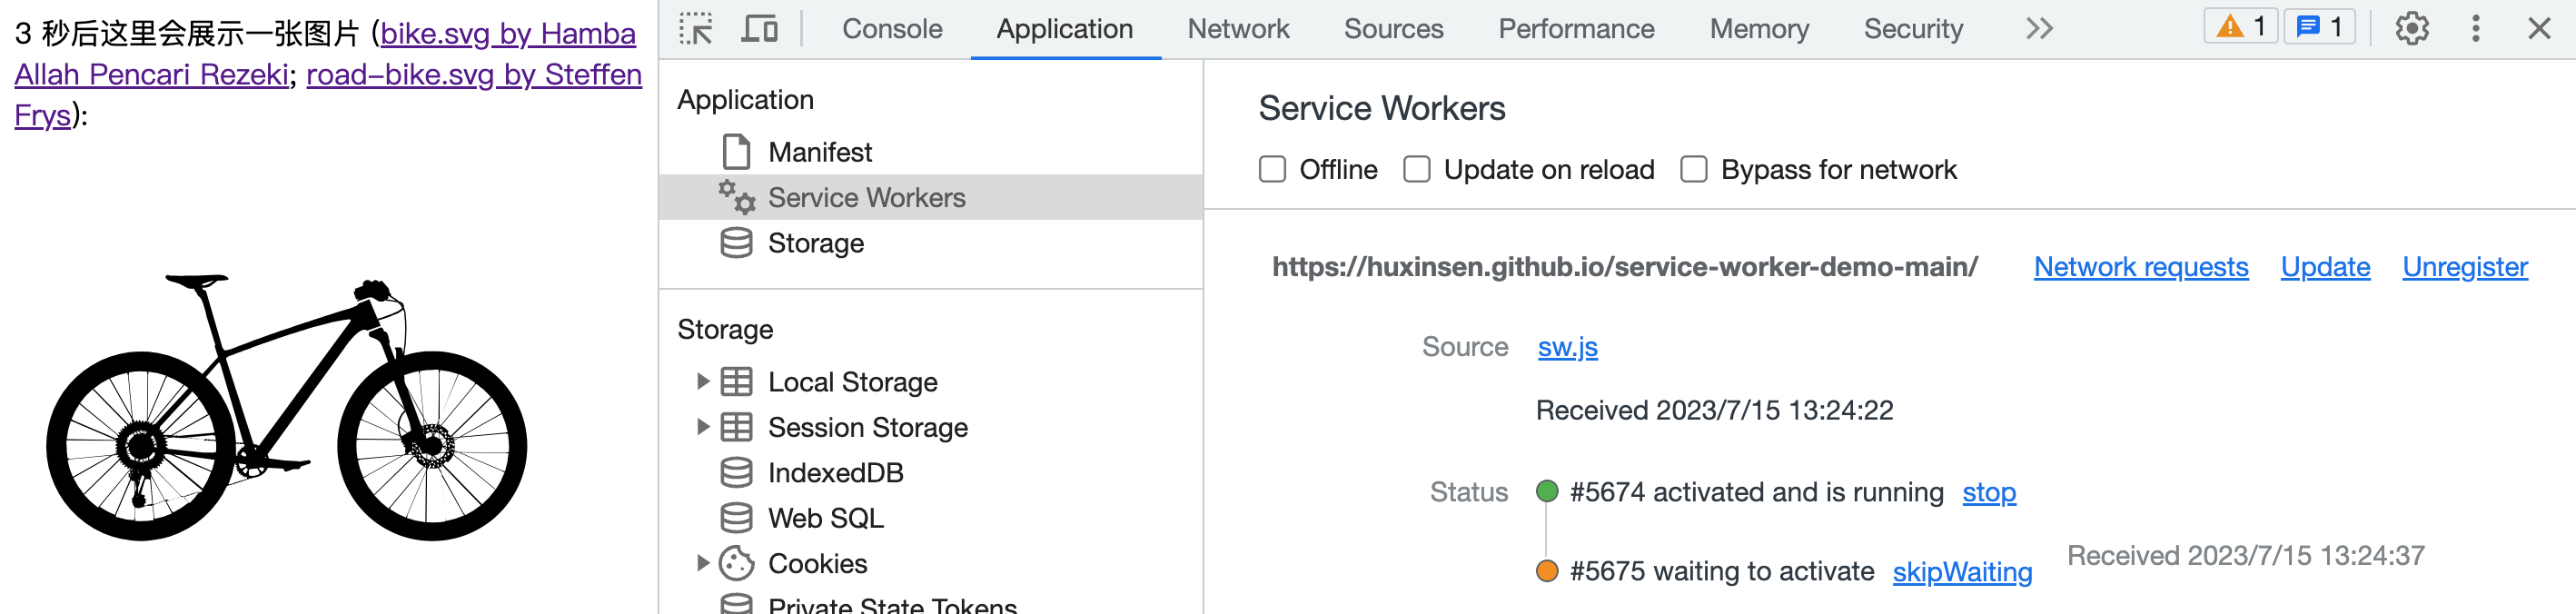 3 秒后这里会展示一张图片 (bike.svg by Hamba
Allah Pencari Rezeki; road-bike.svg by Steffen
Frys):
Console Application Network Sources Performance Memory Security 1 1
Application
Manifest
Service Workers
Storage
Storage
Local Storage
Session Storage
IndexedDB
Web SQL
Cookies
Private State Tokens
Service Workers
Offline Update on reload Bypass for network
https://huxinsen.github.io/service-worker-demo-main/ Network requests Update Unregister
Source sw.js
Received 2023/7/15 13:24:22
Status #5674 activated and is running stop
#5675 waiting to activate skipWaiting Received 2023/7/15 13:24:37